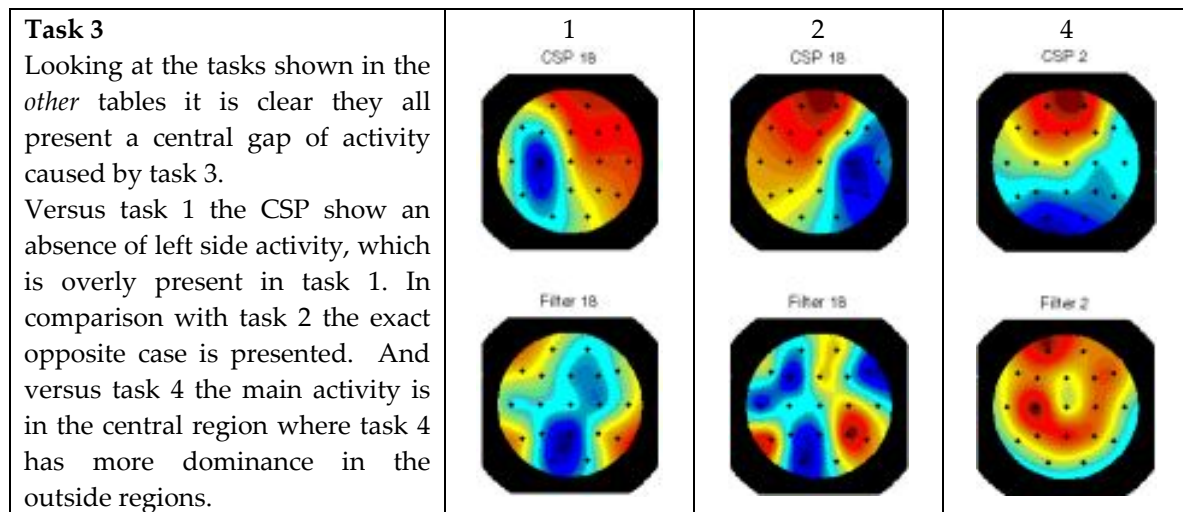 Task 3
Looking at the tasks shown in the
other tables it is clear they all
present a central gap of activity
caused by task 3.
Versus task 1 the CSP show an
absence of left side activity, which
is overly present in task 1. In
comparison with task 2 the exact
opposite case is presented. And
versus task 4 the main activity is
in the central region where task 4
has more dominance in the
outside regions.
1
CSP 18
Filter 18
2
CSP 18
Filter 18
4
CSP 2
Filter 2